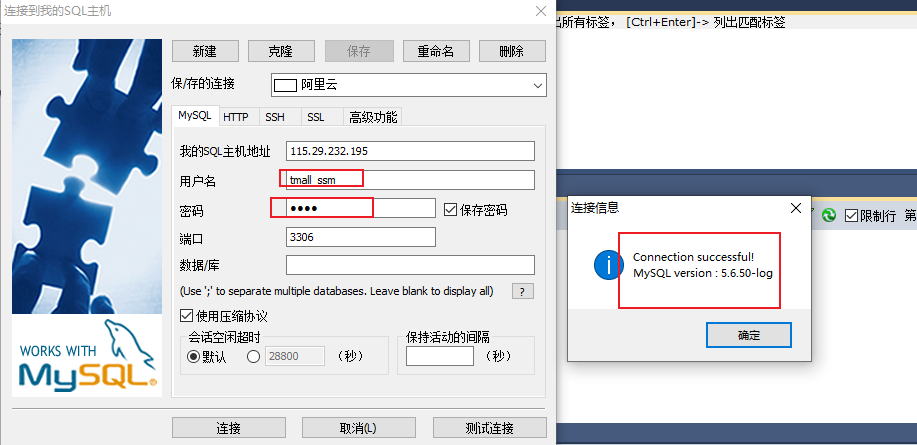 连接到我的SQL主机
出所有标签， [Ctrl+Enter]-> 列出匹配标签
新建 克隆 保存 重命名 删除
保/存的连接 阿里云
MySQL HTTP SSH SSL 高级功能
我的SQL主机地址 115.29.232.195
用户名 tmall_ssm
密码 ●●●● 保存密码
端口 3306
数据/库
(Use ';' to separate multiple databases. Leave blank to display all) ?
使用压缩协议
会话空闲超时 保持活动的间隔
默认 28800 （秒） （秒）
WORKS WITH
MySQL
连接 取消(L) 测试连接
连接信息
限制行 第
Connection successful!
MySQL version : 5.6.50-log
确定